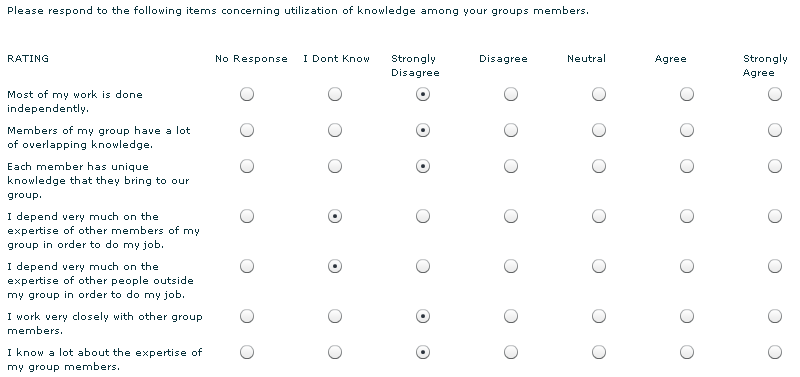 Please respond to the following items concerning utilization of knowledge among your groups members.
RATING No Response I Dont Know Strongly Disagree Disagree Neutral Agree Strongly Agree
Most of my work is done
independently.
Members of my group have a lot
of overlapping knowledge.
Each member has unique
knowledge that they bring to our
group.
I depend very much on the
expertise of other members of my
group in order to do my job.
I depend very much on the
expertise of other people outside
my group in order to do my job.
I work very closely with other group
members.
I know a lot about the expertise of
my group members.